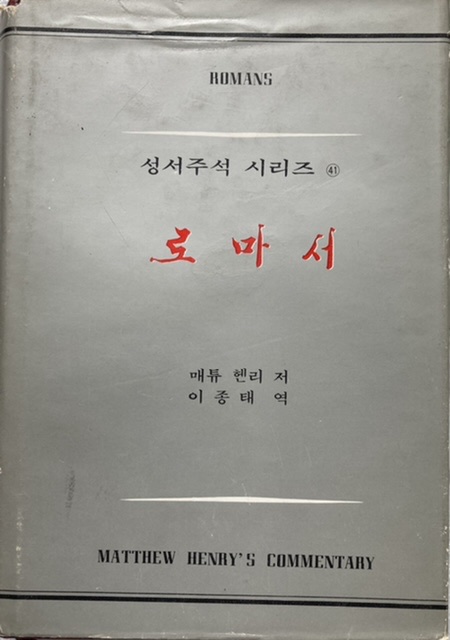 ROMANS
성서주석 시리즈 ㊶
로마서
매튜 헨리 저
이종태 역
MATTHEW HENRY'S COMMENTARY